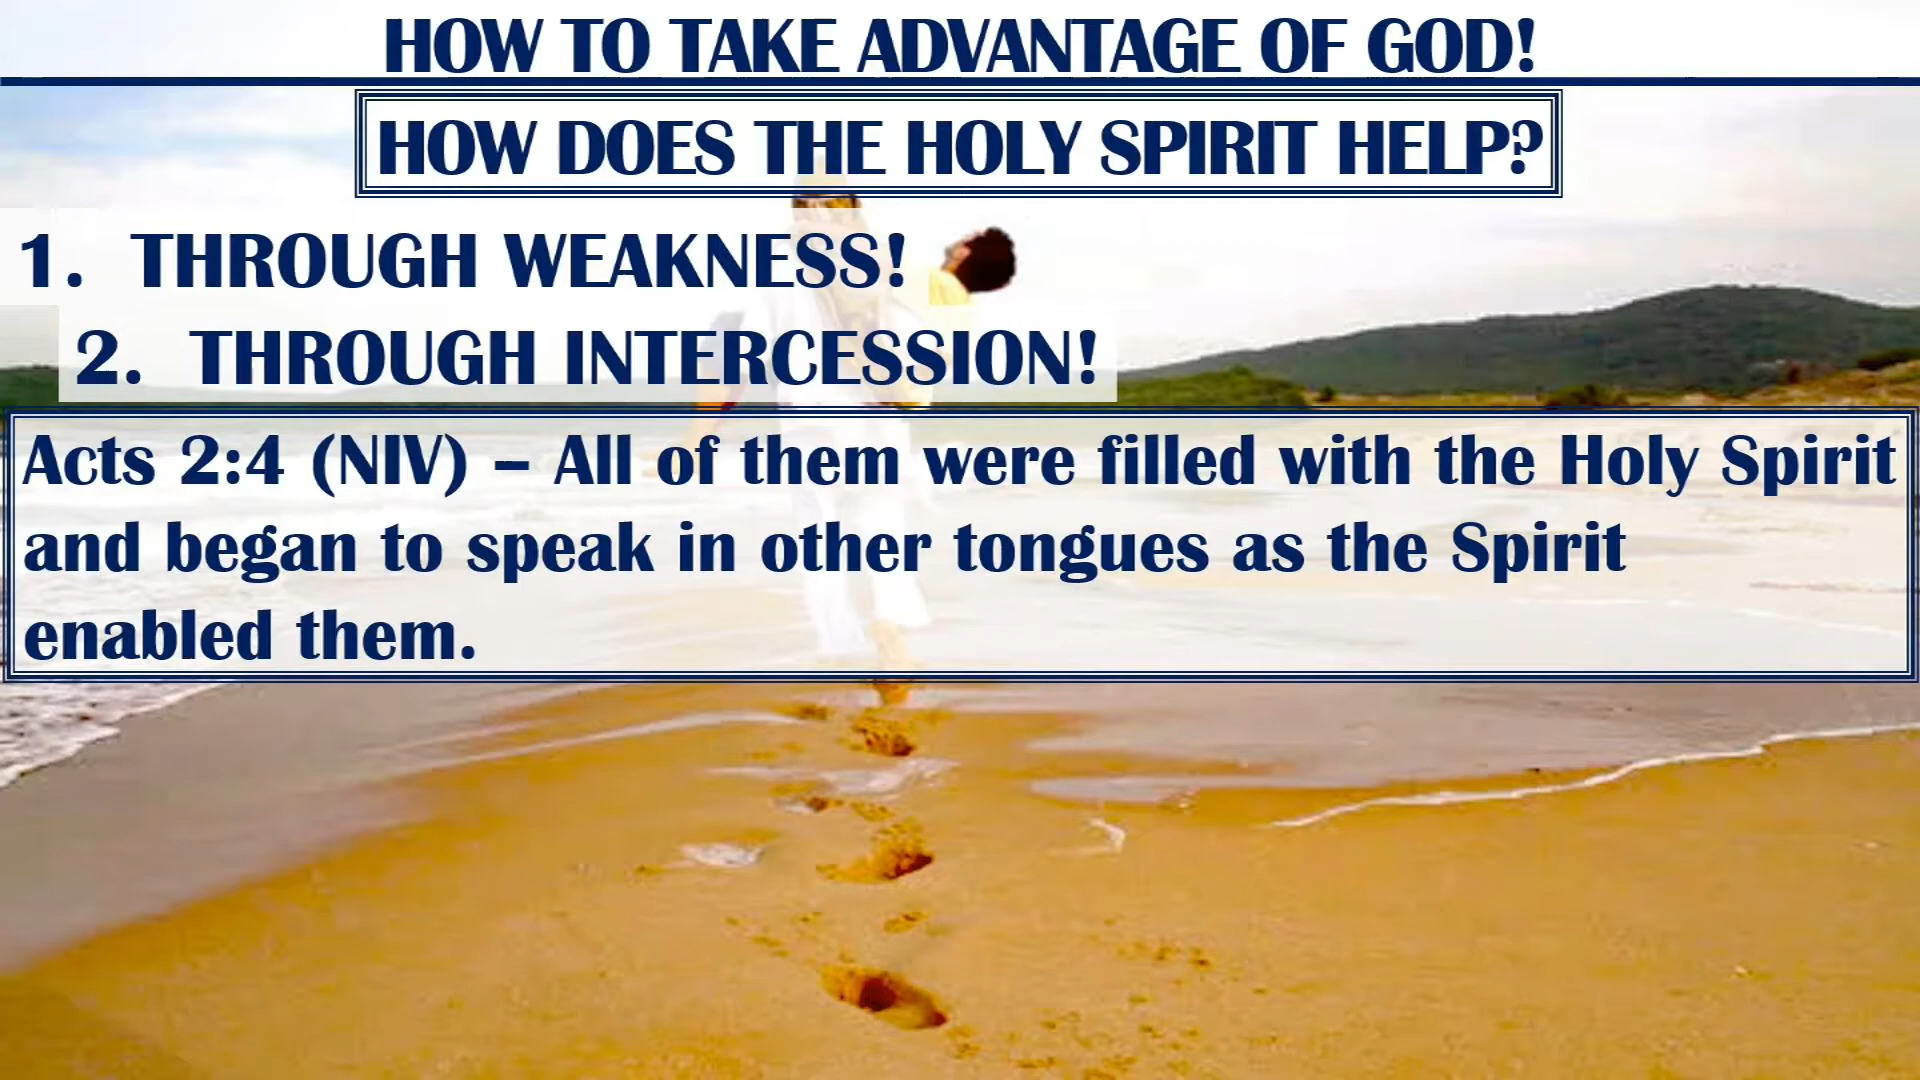 HOW TO TAKE ADVANTAGE OF GOD!
HOW DOES THE HOLY SPIRIT HELP?
1. THROUGH WEAKNESS!
2. THROUGH INTERCESSION!
Acts 2:4 (NIV) – All of them were filled with the Holy Spirit
and began to speak in other tongues as the Spirit
enabled them.